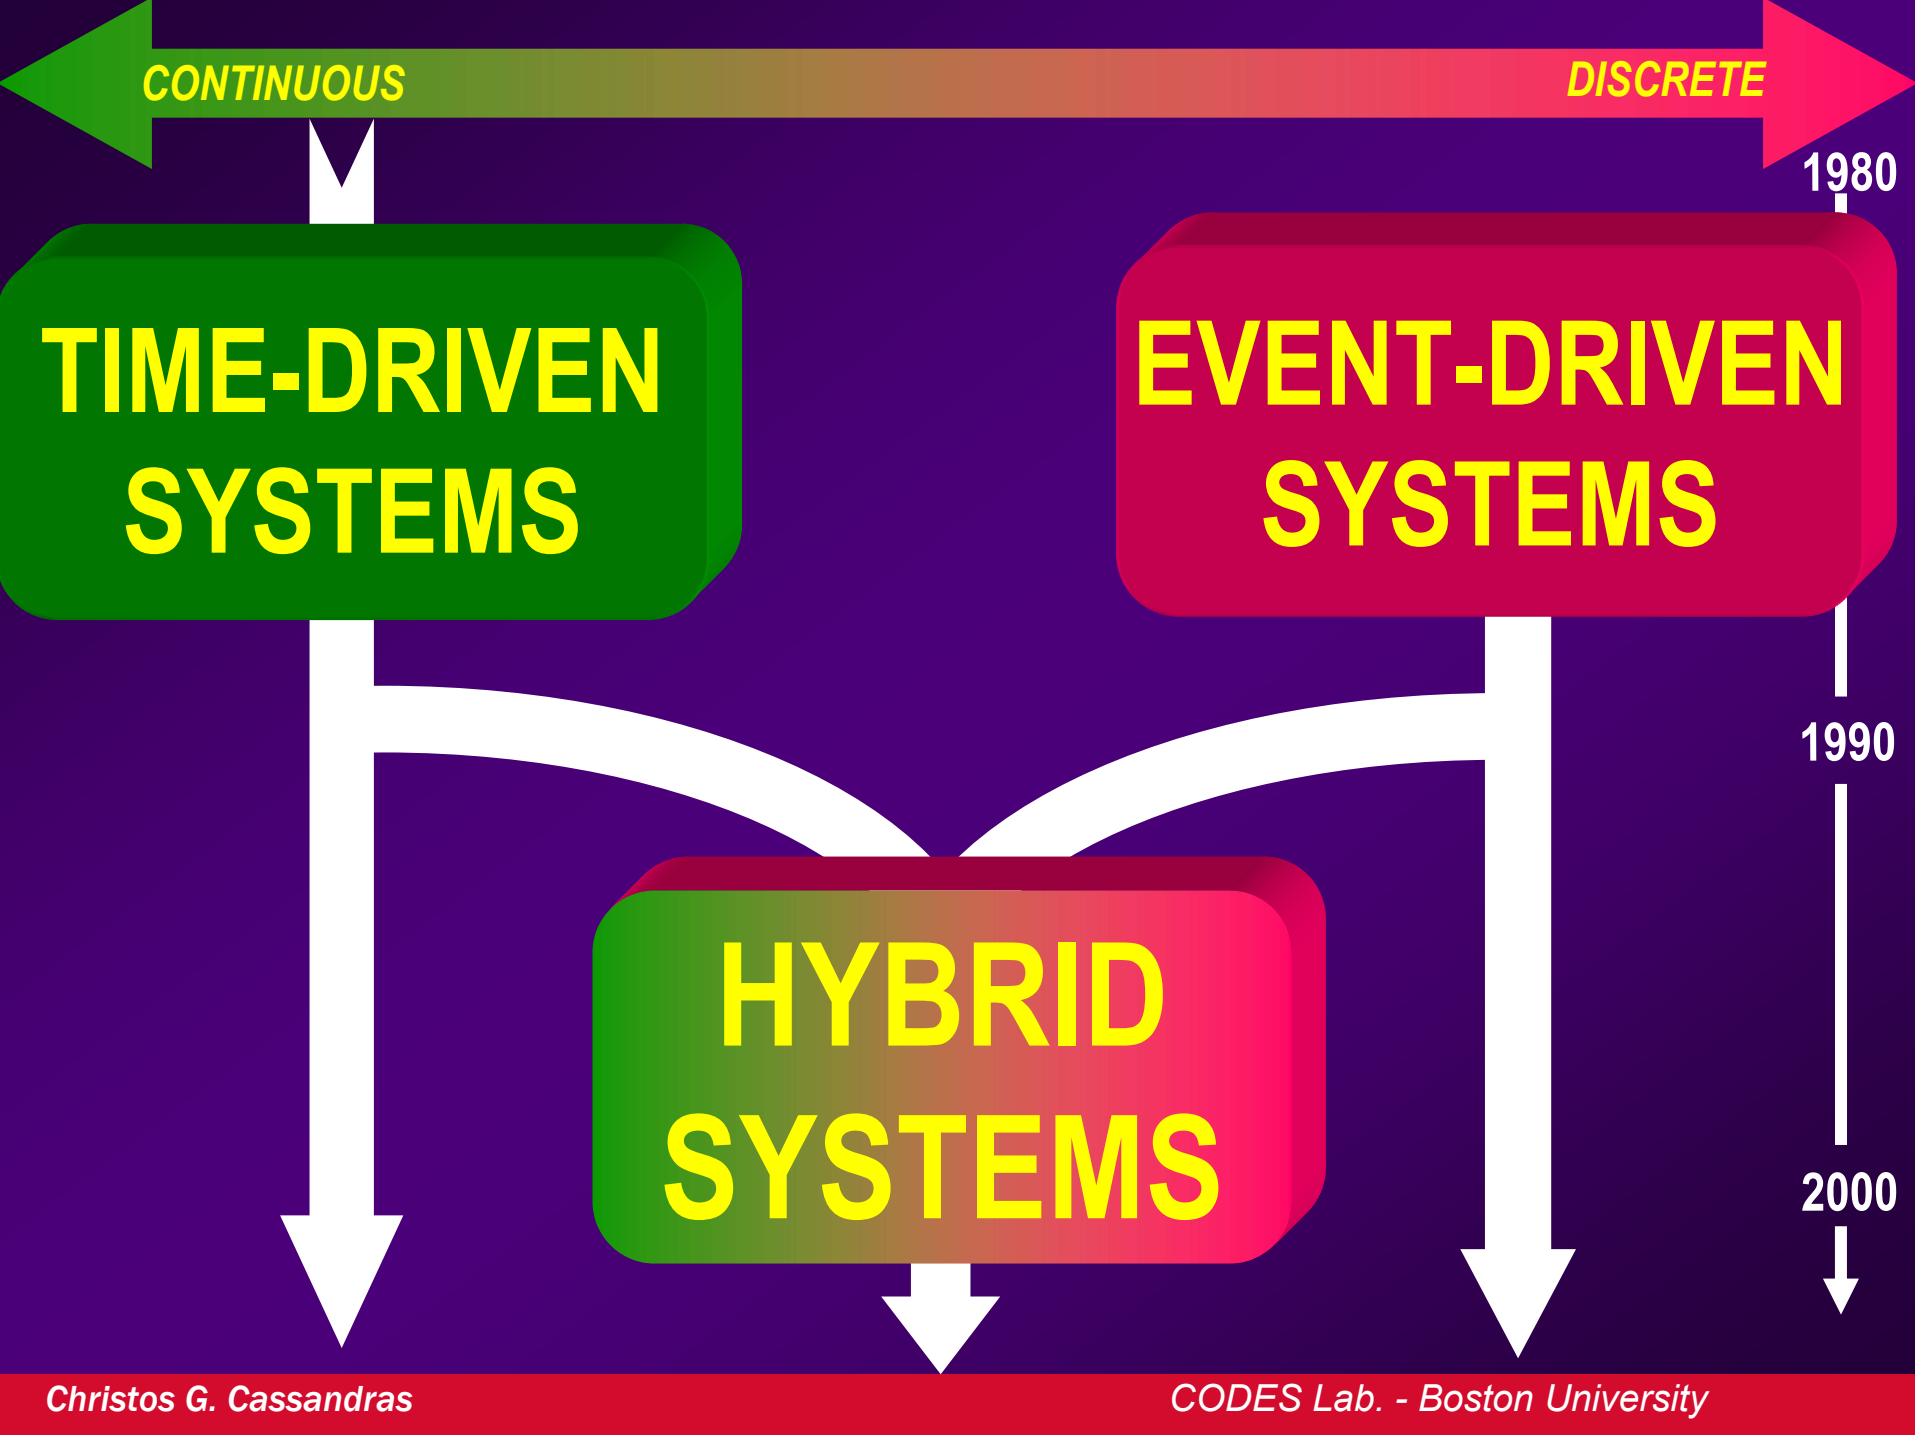 CONTINUOUS
DISCRETE
1980
TIME-DRIVEN
SYSTEMS
EVENT-DRIVEN
SYSTEMS
1990
HYBRID
SYSTEMS
2000
Christos G. Cassandras
CODES Lab. - Boston University